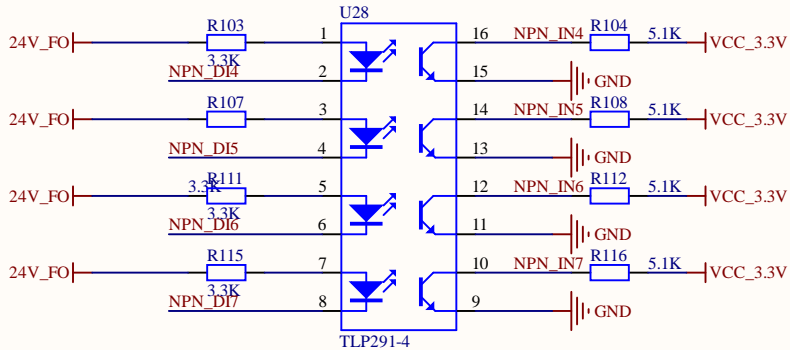 U28
R103 1 16 NPN_IN4 R104 5.1K
24V_FO 3.3K VCC_3.3V
NPN_DI4 2 15 GND
R107 3 14 NPN_IN5 R108 5.1K
24V_FO VCC_3.3V
NPN_DI5 4 13 GND
R111 3.3K 5 12 NPN_IN6 R112 5.1K
24V_FO 3.3K VCC_3.3V
NPN_DI6 6 11 GND
R115 7 10 NPN_IN7 R116 5.1K
24V_FO 3.3K VCC_3.3V
NPN_DI7 8 9 GND
TLP291-4